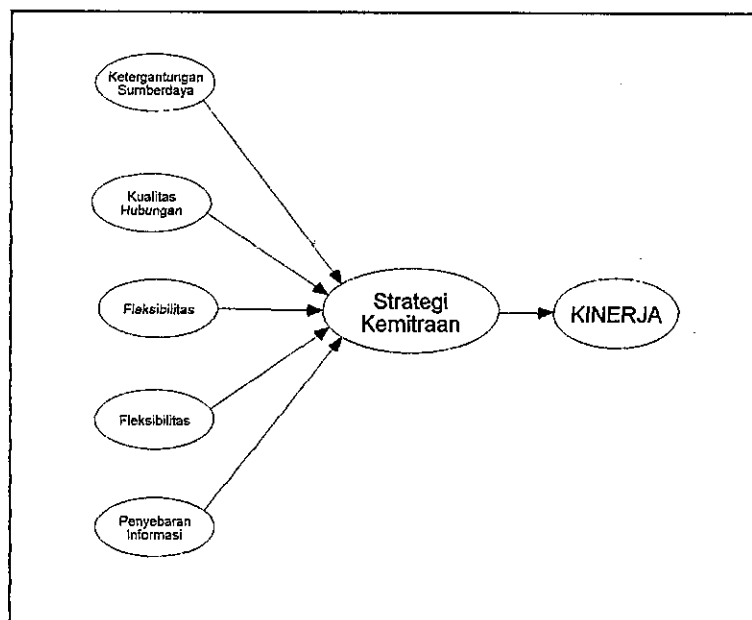 Ketergantungan
Sumberdaya
Kualitas
Hubungan
Fleksibilitas
Fleksibilitas
Penyebaran
Informasi
Strategi
Kemitraan
KINERJA